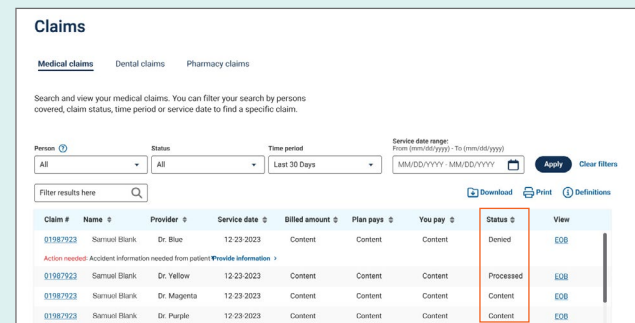 Claims
Medical claims Dental claims Pharmacy claims
Search and view your medical claims. You can filter your search by persons
covered, claim status, time period or service date to find a specific claim.
Person ? Status Time period Service date range:
From (mm/dd/yyyy) - To (mm/dd/yyyy)
All All Last 30 Days MM/DD/YYYY - MM/DD/YYYY Apply Clear filters
Filter results here Download Print i Definitions
Claim # Name Provider Service date Billed amount Plan pays You pay Status View
01987923 Samuel Blank Dr. Blue 12-23-2023 Content Content Content Denied EOB
Action needed: Accident Information needed from patient Provide information >
01987923 Samuel Blank Dr. Yellow 12-23-2023 Content Content Content Processed EOB
01987923 Samuel Blank Dr. Magenta 12-23-2023 Content Content Content Content EOB
01987923 Samuel Blank Dr. Purple 12-23-2023 Content Content Content Content EOB